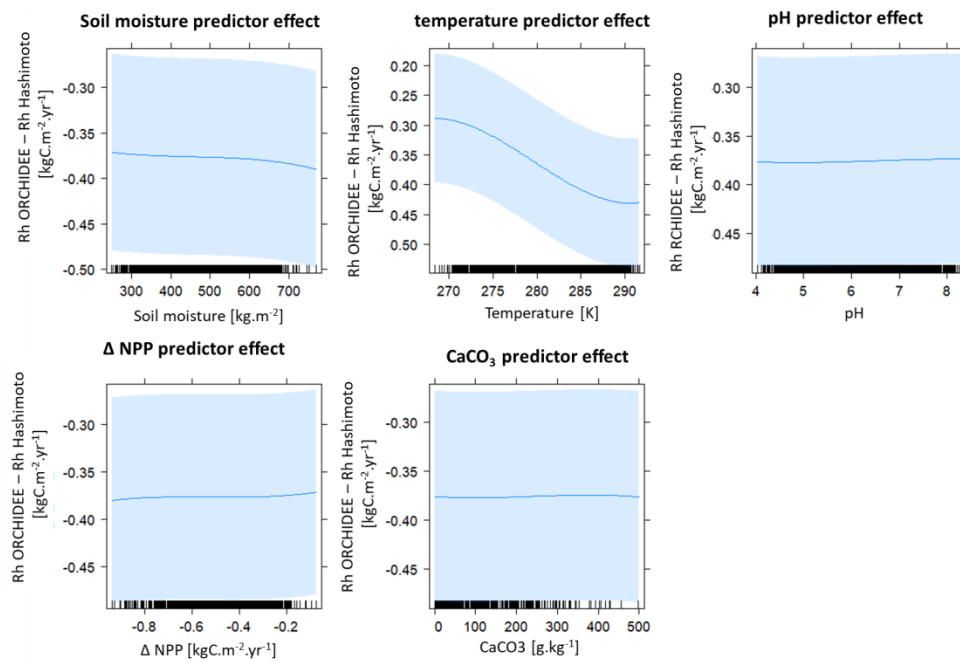 Soil moisture predictor effect
Rh ORCHIDEE – Rh Hashimoto
[kgC.m⁻².yr⁻¹]
-0.30
-0.35
-0.40
-0.45
-0.50
300 400 500 600 700
Soil moisture [kg.m⁻²]
temperature predictor effect
Rh ORCHIDEE – Rh Hashimoto
[kgC.m⁻².yr⁻¹]
0.20
0.25
0.30
0.35
0.40
0.45
0.50
270 275 280 285 290
Temperature [K]
pH predictor effect
Rh RCHIDEE – Rh Hashimoto
[kgC.m⁻².yr⁻¹]
-0.30
-0.35
-0.40
-0.45
4 5 6 7 8
pH
Δ NPP predictor effect
Rh ORCHIDEE – Rh Hashimoto
[kgC.m⁻².yr⁻¹]
-0.30
-0.35
-0.40
-0.45
-0.8 -0.6 -0.4 -0.2
Δ NPP [kgC.m⁻².yr⁻¹]
CaCO₃ predictor effect
Rh ORCHIDEE – Rh Hashimoto
[kgC.m⁻².yr⁻¹]
-0.30
-0.35
-0.40
-0.45
0 100 200 300 400 500
CaCO3 [g.kg⁻¹]